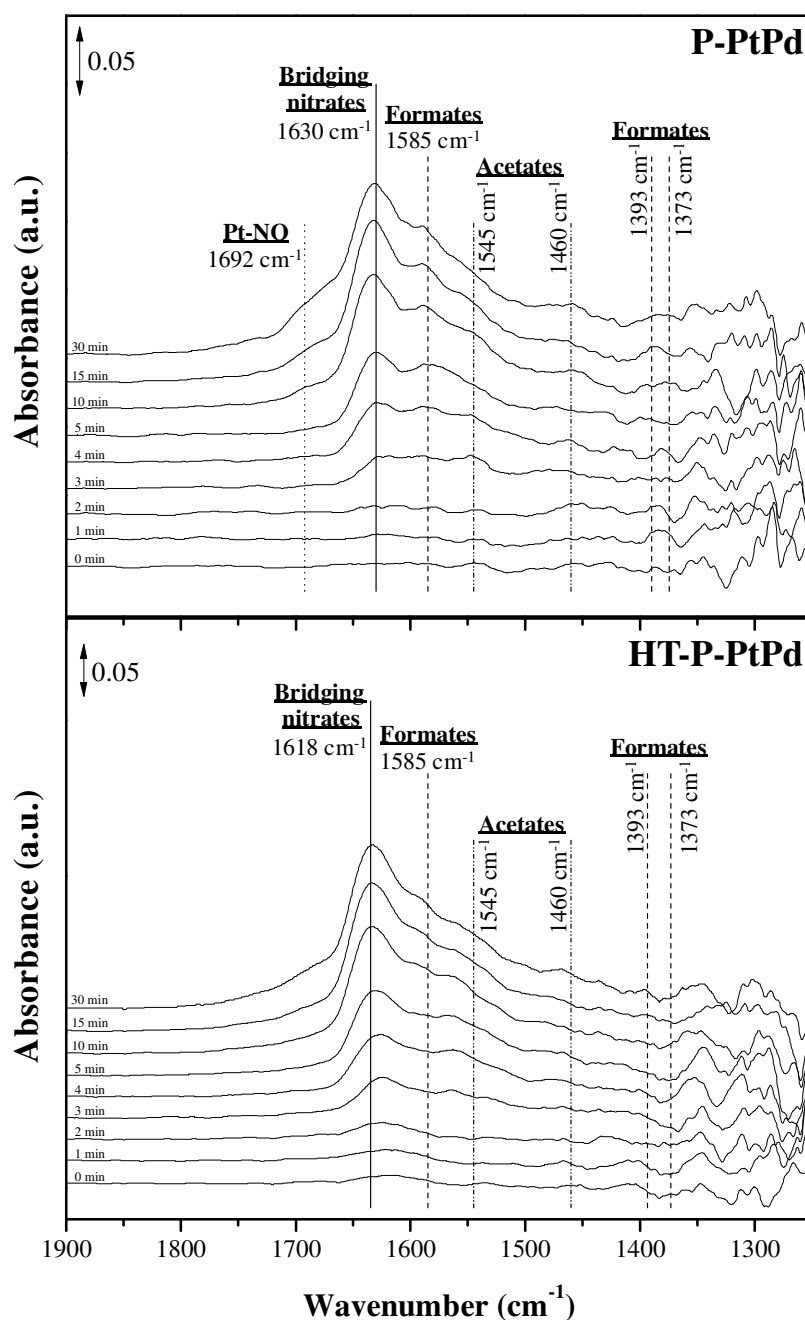 P-PtPd
0.05
Bridging
nitrates
1630 cm-1
Formates
1585 cm-1
Acetates
1545 cm-1
1460 cm-1
Formates
1393 cm-1
1373 cm-1
Pt-NO
1692 cm-1
Absorbance (a.u.)
30 min
15 min
10 min
5 min
4 min
3 min
2 min
1 min
0 min
HT-P-PtPd
0.05
Bridging
nitrates
1618 cm-1
Formates
1585 cm-1
Acetates
1545 cm-1
1460 cm-1
Formates
1393 cm-1
1373 cm-1
Absorbance (a.u.)
30 min
15 min
10 min
5 min
4 min
3 min
2 min
1 min
0 min
1900 1800 1700 1600 1500 1400 1300
Wavenumber (cm-1)